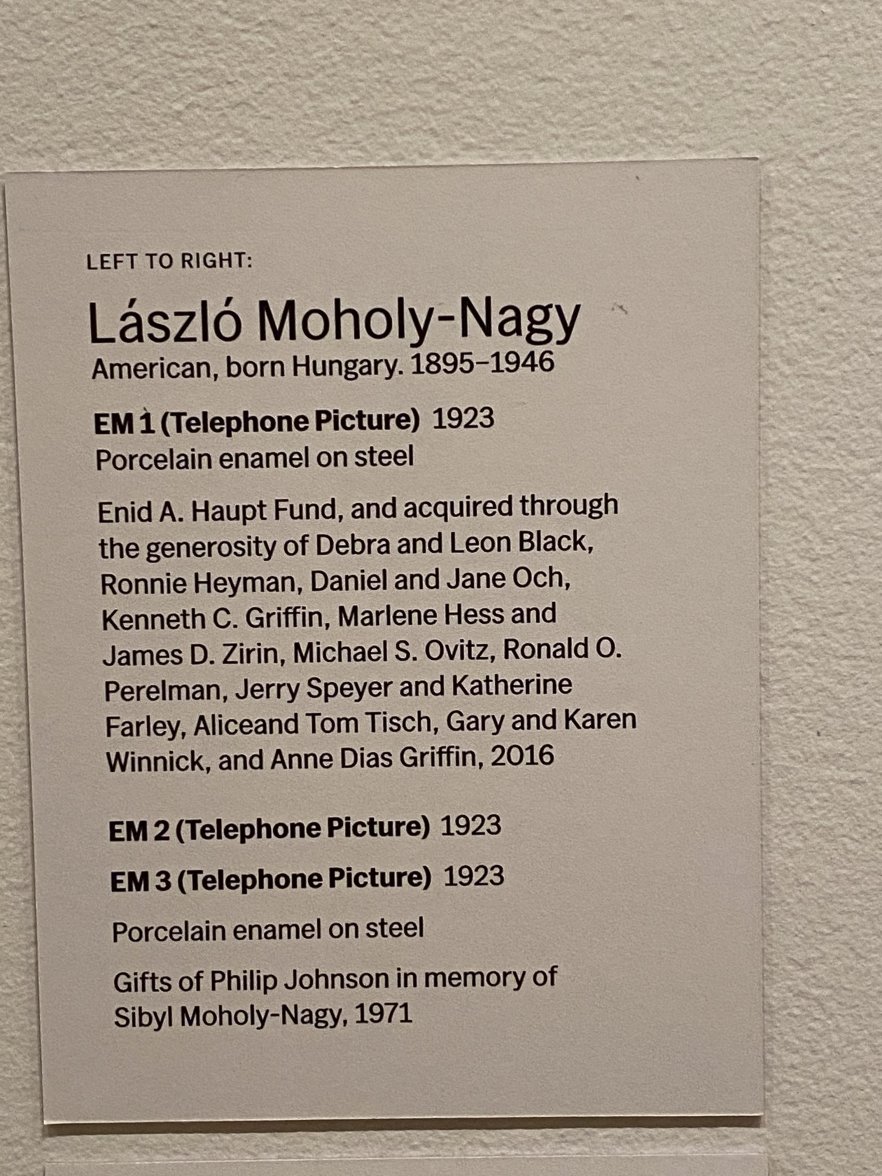 LEFT TO RIGHT:
László Moholy-Nagy
American, born Hungary. 1895–1946
EM 1 (Telephone Picture) 1923
Porcelain enamel on steel
Enid A. Haupt Fund, and acquired through
the generosity of Debra and Leon Black,
Ronnie Heyman, Daniel and Jane Och,
Kenneth C. Griffin, Marlene Hess and
James D. Zirin, Michael S. Ovitz, Ronald O.
Perelman, Jerry Speyer and Katherine
Farley, Aliceand Tom Tisch, Gary and Karen
Winnick, and Anne Dias Griffin, 2016
EM 2 (Telephone Picture) 1923
EM 3 (Telephone Picture) 1923
Porcelain enamel on steel
Gifts of Philip Johnson in memory of
Sibyl Moholy-Nagy, 1971